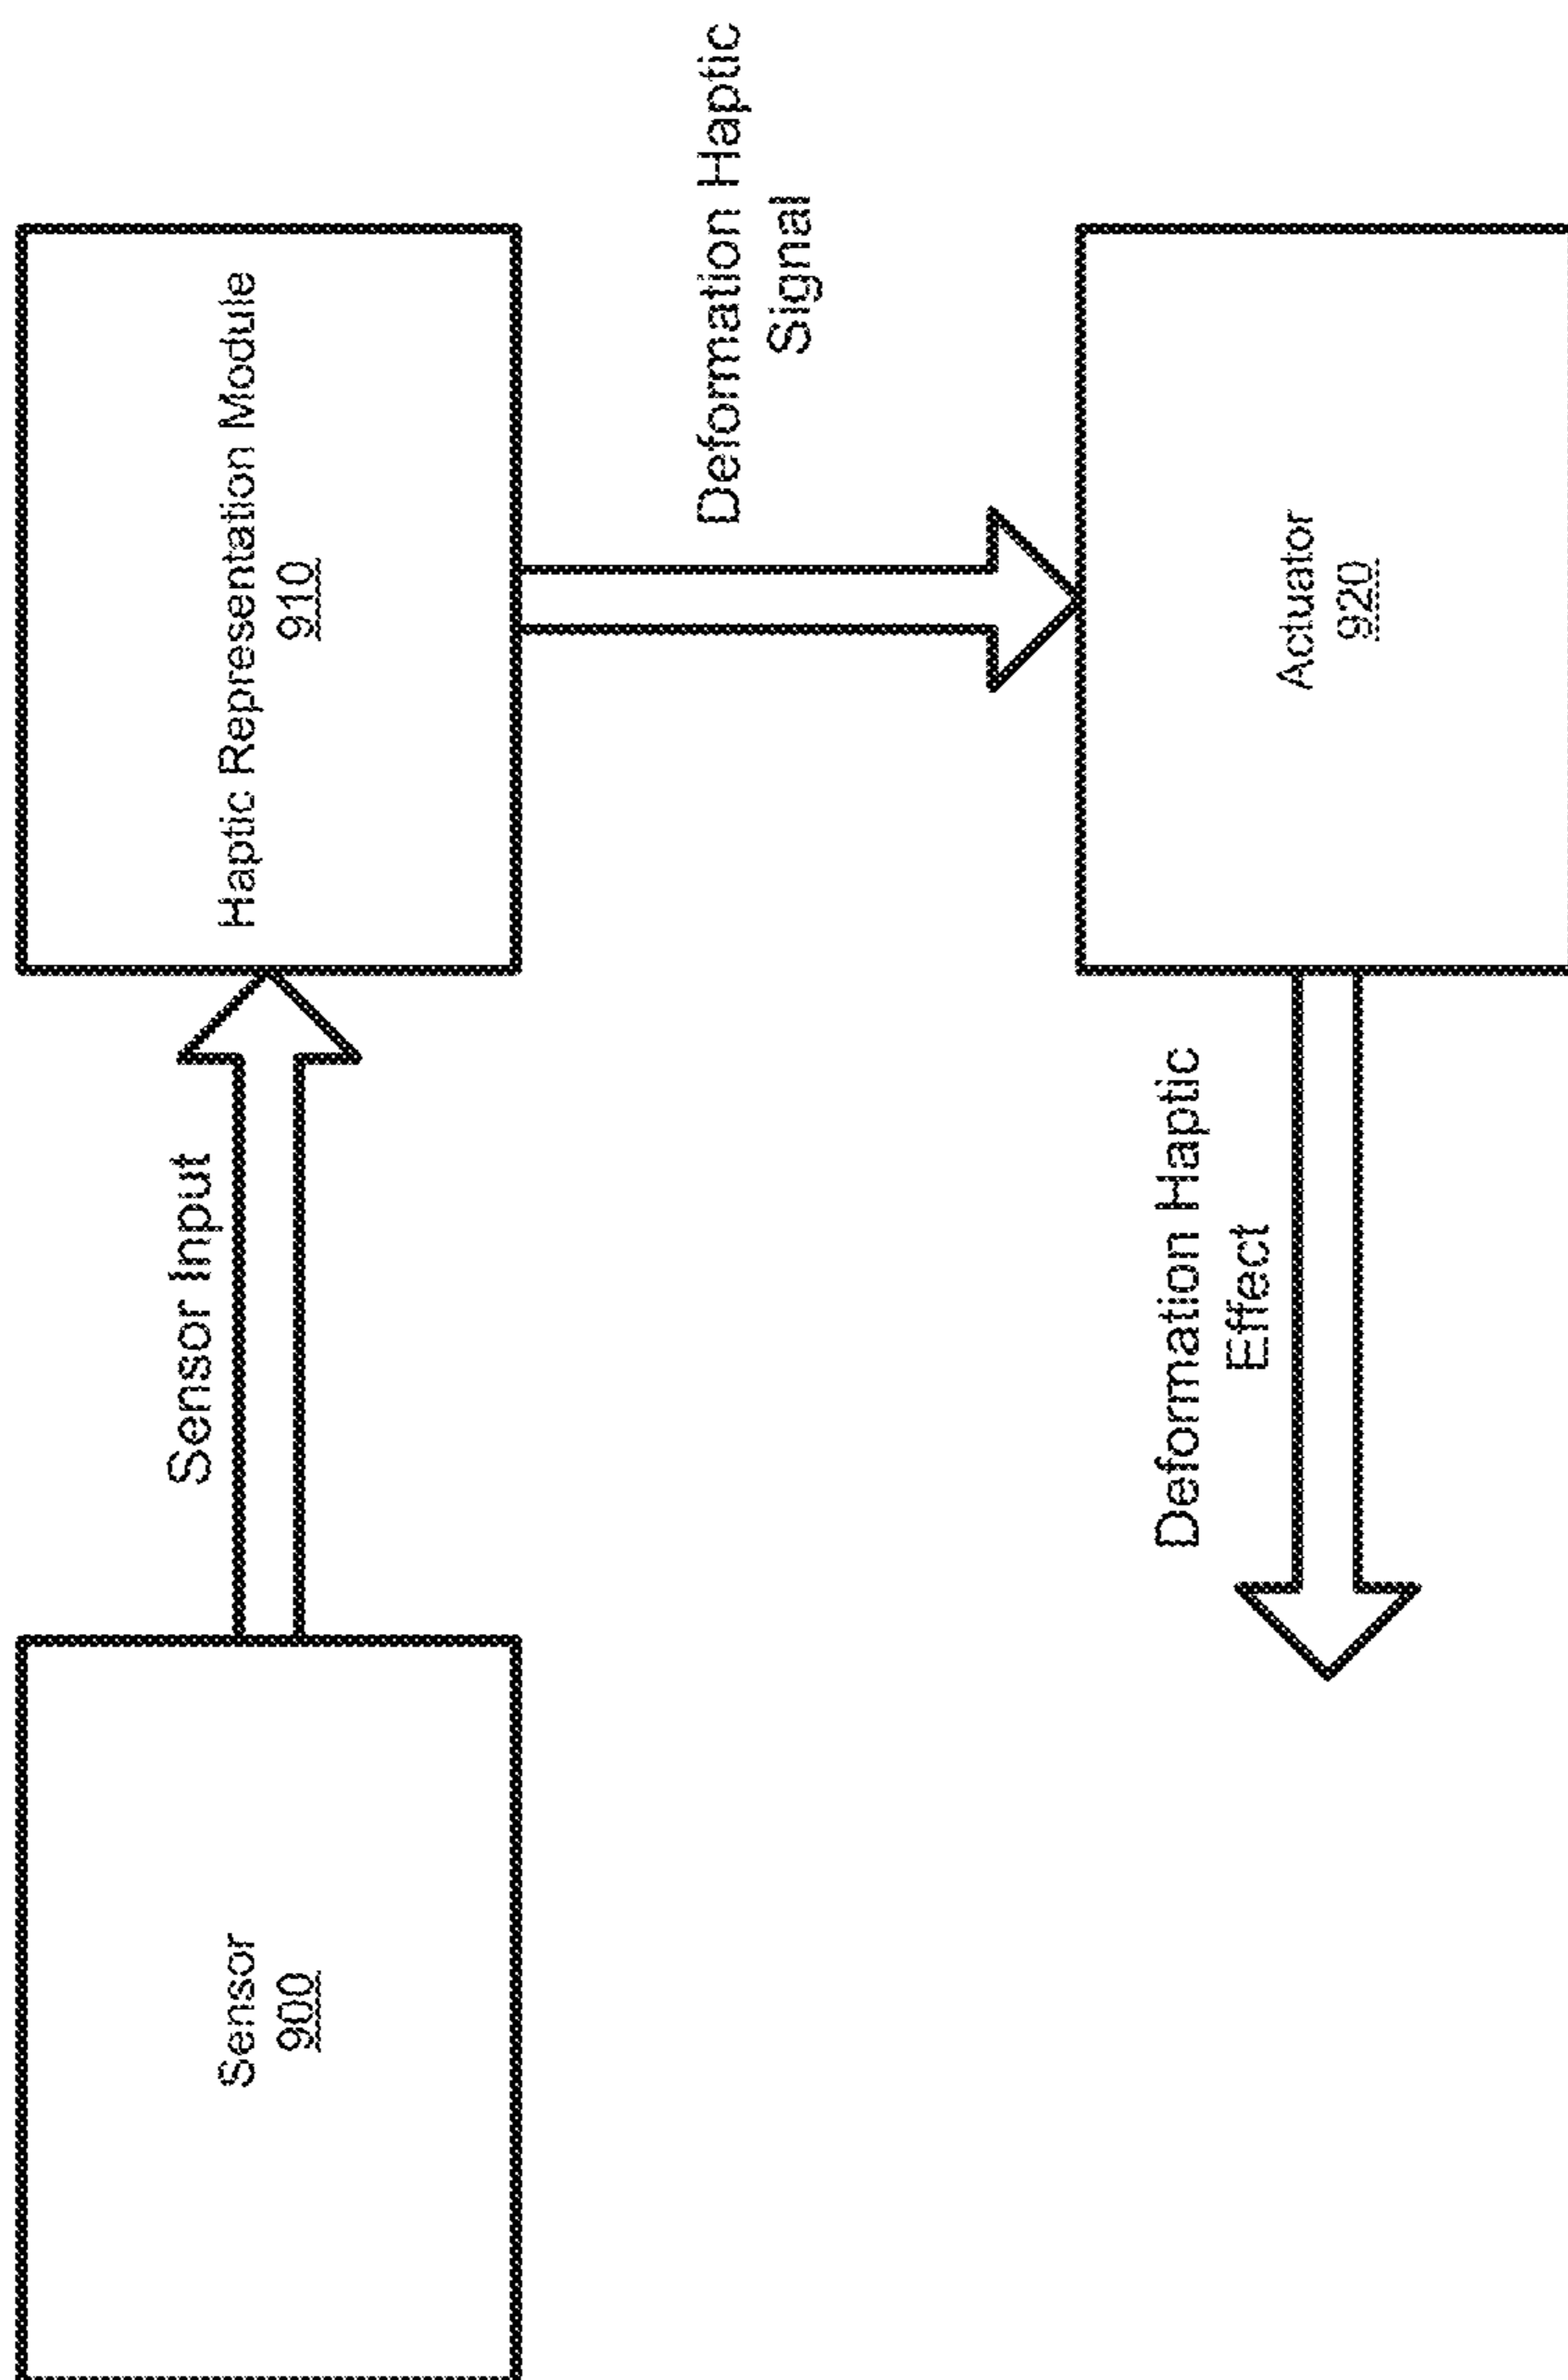 Sensor
900
Sensor Input
Haptic Representation Module
910
Deformation Haptic
Signal
Actuator
920
Deformation Haptic
Effect